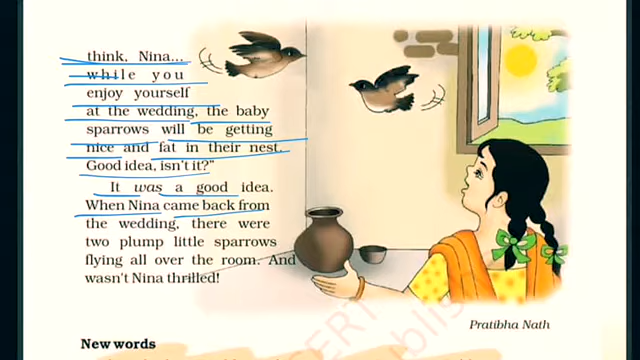 think, Nina...
while you
enjoy yourself
at the wedding, the baby
sparrows will be getting
nice and fat in their nest.
Good idea, isn't it?"
It was a good idea.
When Nina came back from
the wedding, there were
two plump little sparrows
flying all over the room. And
wasn't Nina thrilled!
Pratibha Nath
New words